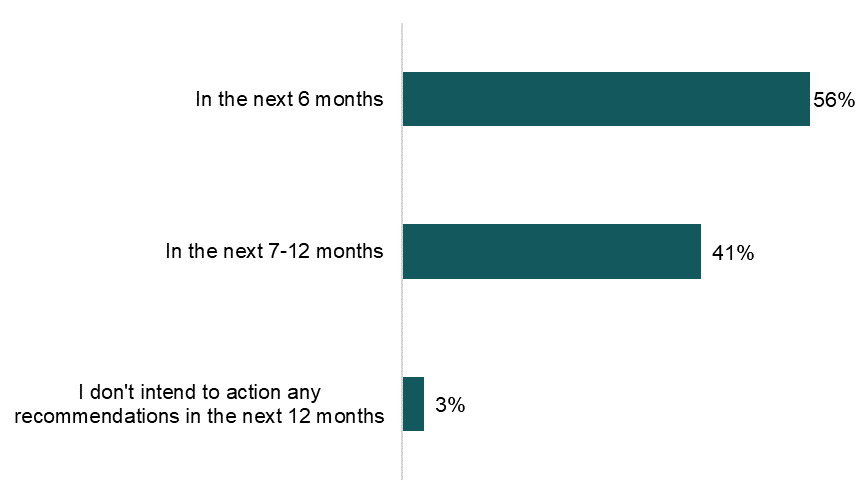 In the next 6 months
56%
In the next 7-12 months
41%
I don't intend to action any
recommendations in the next 12 months
3%